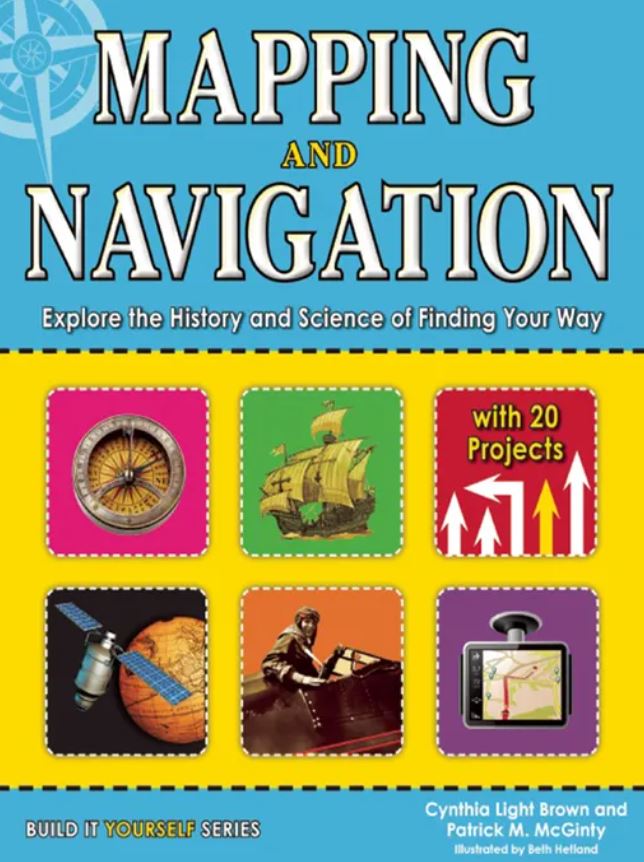 MAPPING
AND
NAVIGATION
Explore the History and Science of Finding Your Way
with 20
Projects
BUILD IT YOURSELF SERIES
Cynthia Light Brown and
Patrick M. McGinty
Illustrated by Beth Hetland